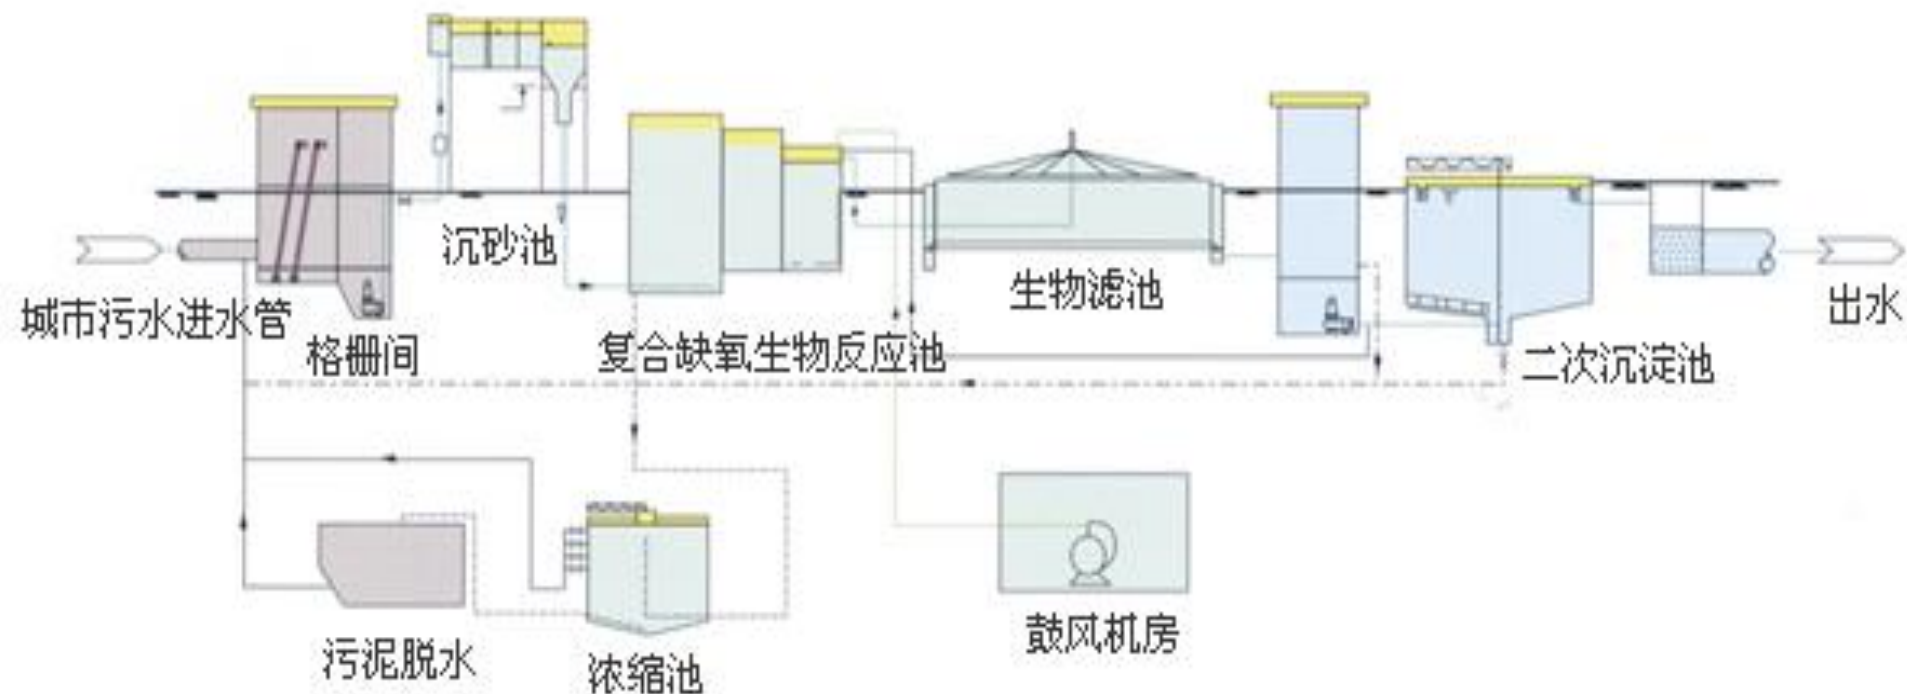 沉砂池
城市污水进水管
格栅间
复合缺氧生物反应池
生物滤池
二次沉淀池
出水
污泥脱水
浓缩池
鼓风机房